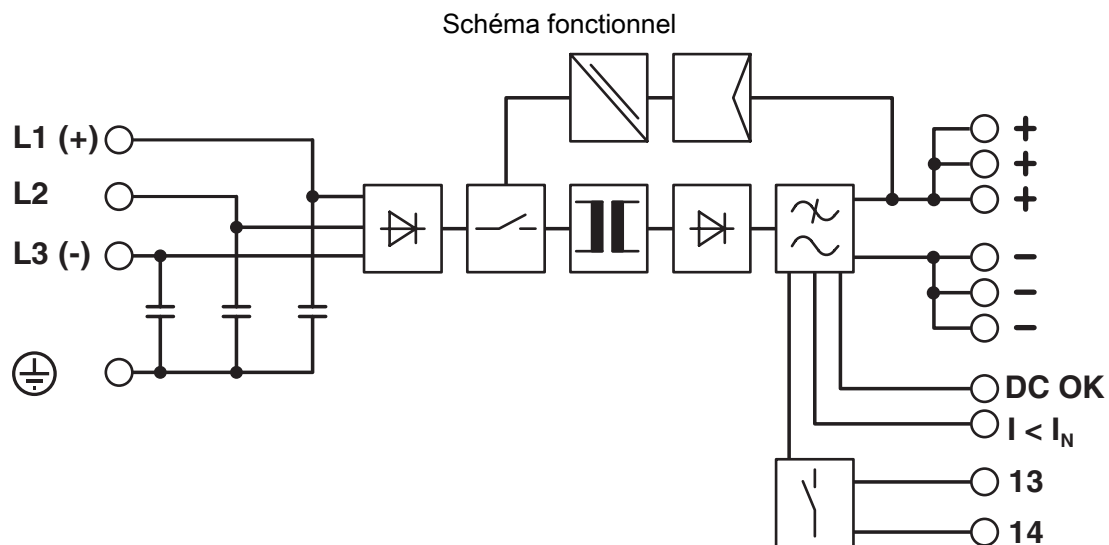 Schéma fonctionnel
L1 (+)
L2
L3 (-)
+
+
+
–
–
–
DC OK
I < IN
13
14